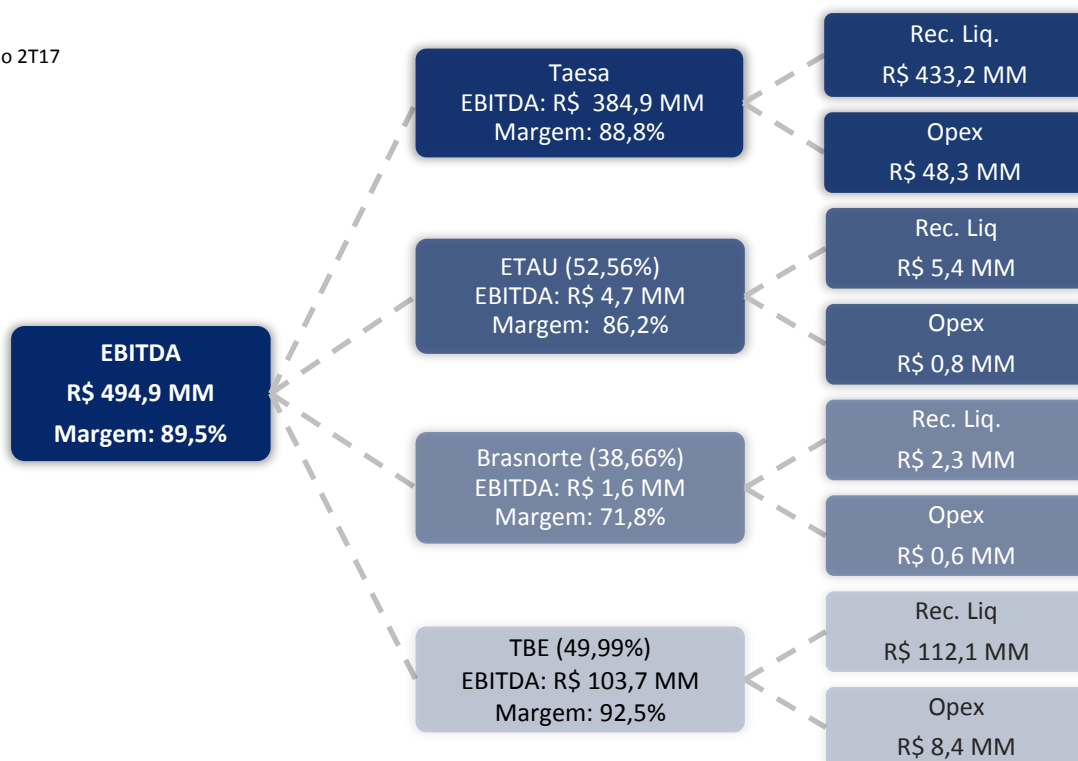 o 2T17
EBITDA
R$ 494,9 MM
Margem: 89,5%
Taesa
EBITDA: R$ 384,9 MM
Margem: 88,8%
Rec. Liq.
R$ 433,2 MM
Opex
R$ 48,3 MM
ETAU (52,56%)
EBITDA: R$ 4,7 MM
Margem: 86,2%
Rec. Liq
R$ 5,4 MM
Opex
R$ 0,8 MM
Brasnorte (38,66%)
EBITDA: R$ 1,6 MM
Margem: 71,8%
Rec. Liq.
R$ 2,3 MM
Opex
R$ 0,6 MM
TBE (49,99%)
EBITDA: R$ 103,7 MM
Margem: 92,5%
Rec. Liq
R$ 112,1 MM
Opex
R$ 8,4 MM